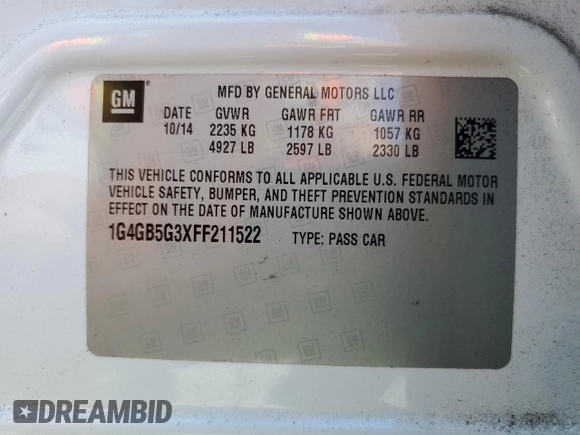 GM
MFD BY GENERAL MOTORS LLC
DATE GVWR GAWR FRT GAWR RR
10/14 2235 KG 1178 KG 1057 KG
4927 LB 2597 LB 2330 LB
THIS VEHICLE CONFORMS TO ALL APPLICABLE U.S. FEDERAL MOTOR
VEHICLE SAFETY, BUMPER, AND THEFT PREVENTION STANDARDS IN
EFFECT ON THE DATE OF MANUFACTURE SHOWN ABOVE.
1G4GB5G3XFF211522 TYPE: PASS CAR
DREAMBID